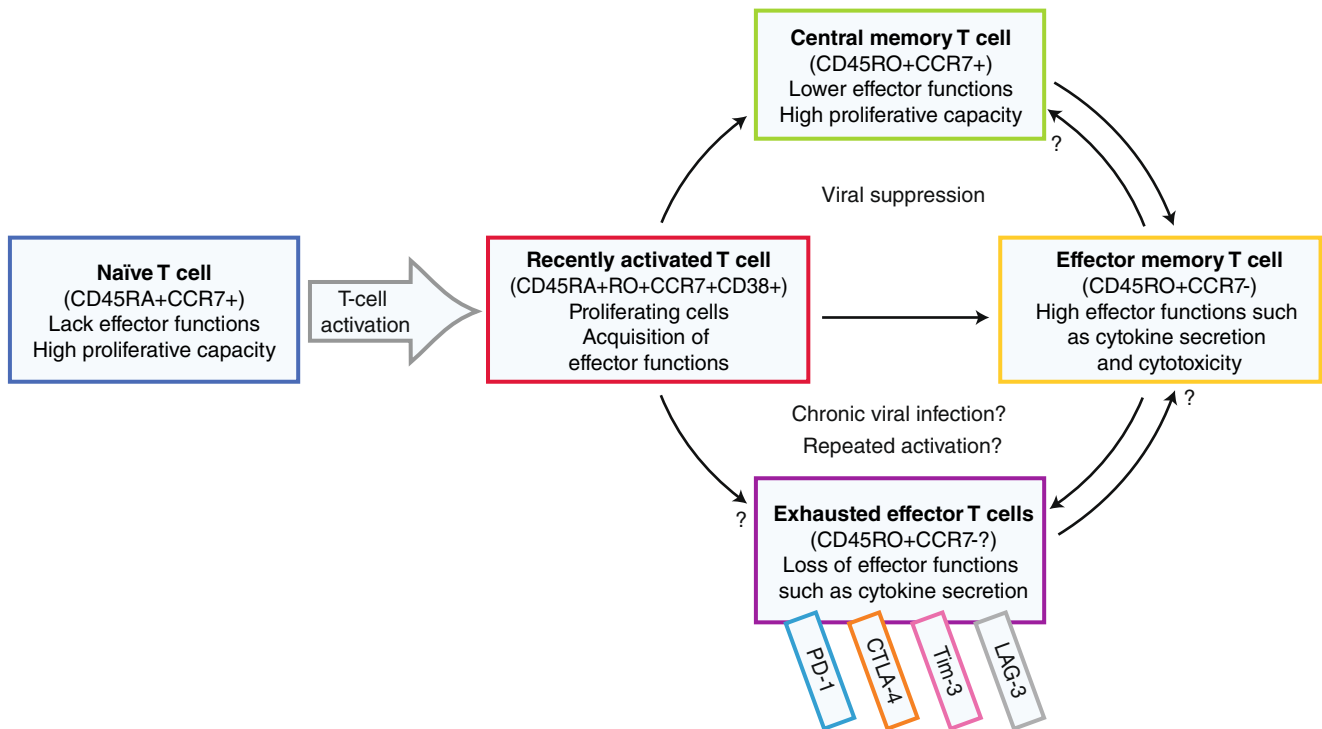 Central memory T cell
(CD45RO+CCR7+)
Lower effector functions
High proliferative capacity
?
Viral suppression
Naïve T cell
(CD45RA+CCR7+)
Lack effector functions
High proliferative capacity
T-cell
activation
Recently activated T cell
(CD45RA+RO+CCR7+CD38+)
Proliferating cells
Acquisition of
effector functions
Effector memory T cell
(CD45RO+CCR7-)
High effector functions such
as cytokine secretion
and cytotoxicity
?
Chronic viral infection?
Repeated activation?
?
Exhausted effector T cells
(CD45RO+CCR7-?)
Loss of effector functions
such as cytokine secretion
PD-1
CTLA-4
Tim-3
LAG-3